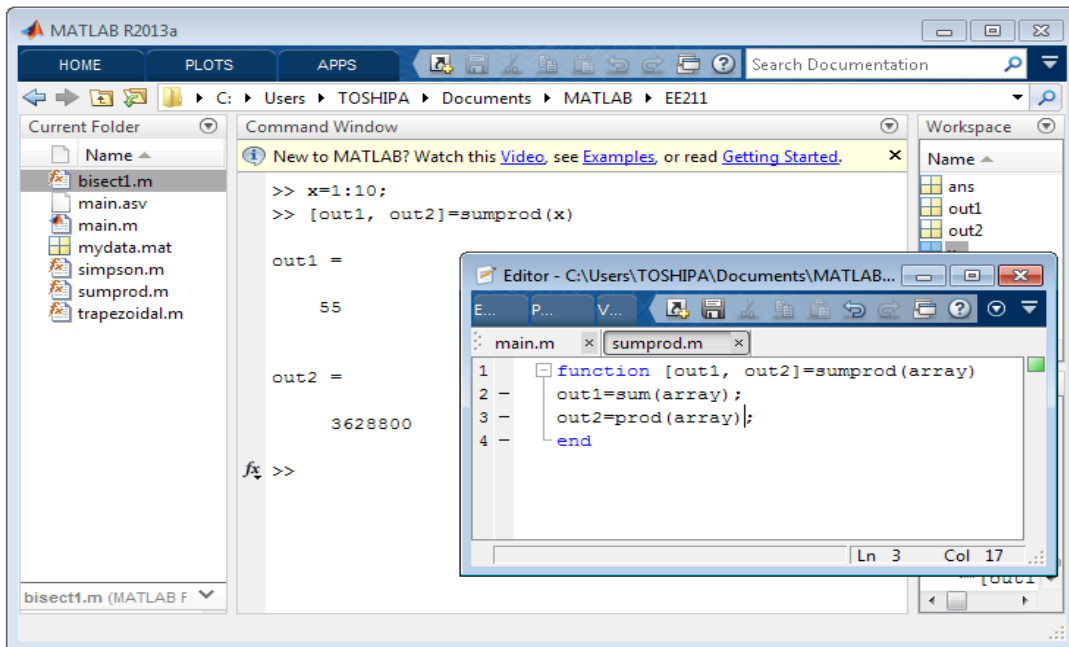 MATLAB R2013a
HOME PLOTS APPS Search Documentation
C: Users TOSHIPA Documents MATLAB EE211
Current Folder
Name
bisect1.m
main.asv
main.m
mydata.mat
simpson.m
sumprod.m
trapezoidal.m
bisect1.m (MATLAB F
Command Window
New to MATLAB? Watch this Video, see Examples, or read Getting Started.
>> x=1:10;
>> [out1, out2]=sumprod(x)
out1 =
55
out2 =
3628800
fx >>
Workspace
Name
ans
out1
out2
Editor - C:\Users\TOSHIPA\Documents\MATLAB...
E... P... V...
main.m sumprod.m
1 function [out1, out2]=sumprod(array)
2 - out1=sum(array);
3 - out2=prod(array);
4 - end
Ln 3 Col 17
[out1